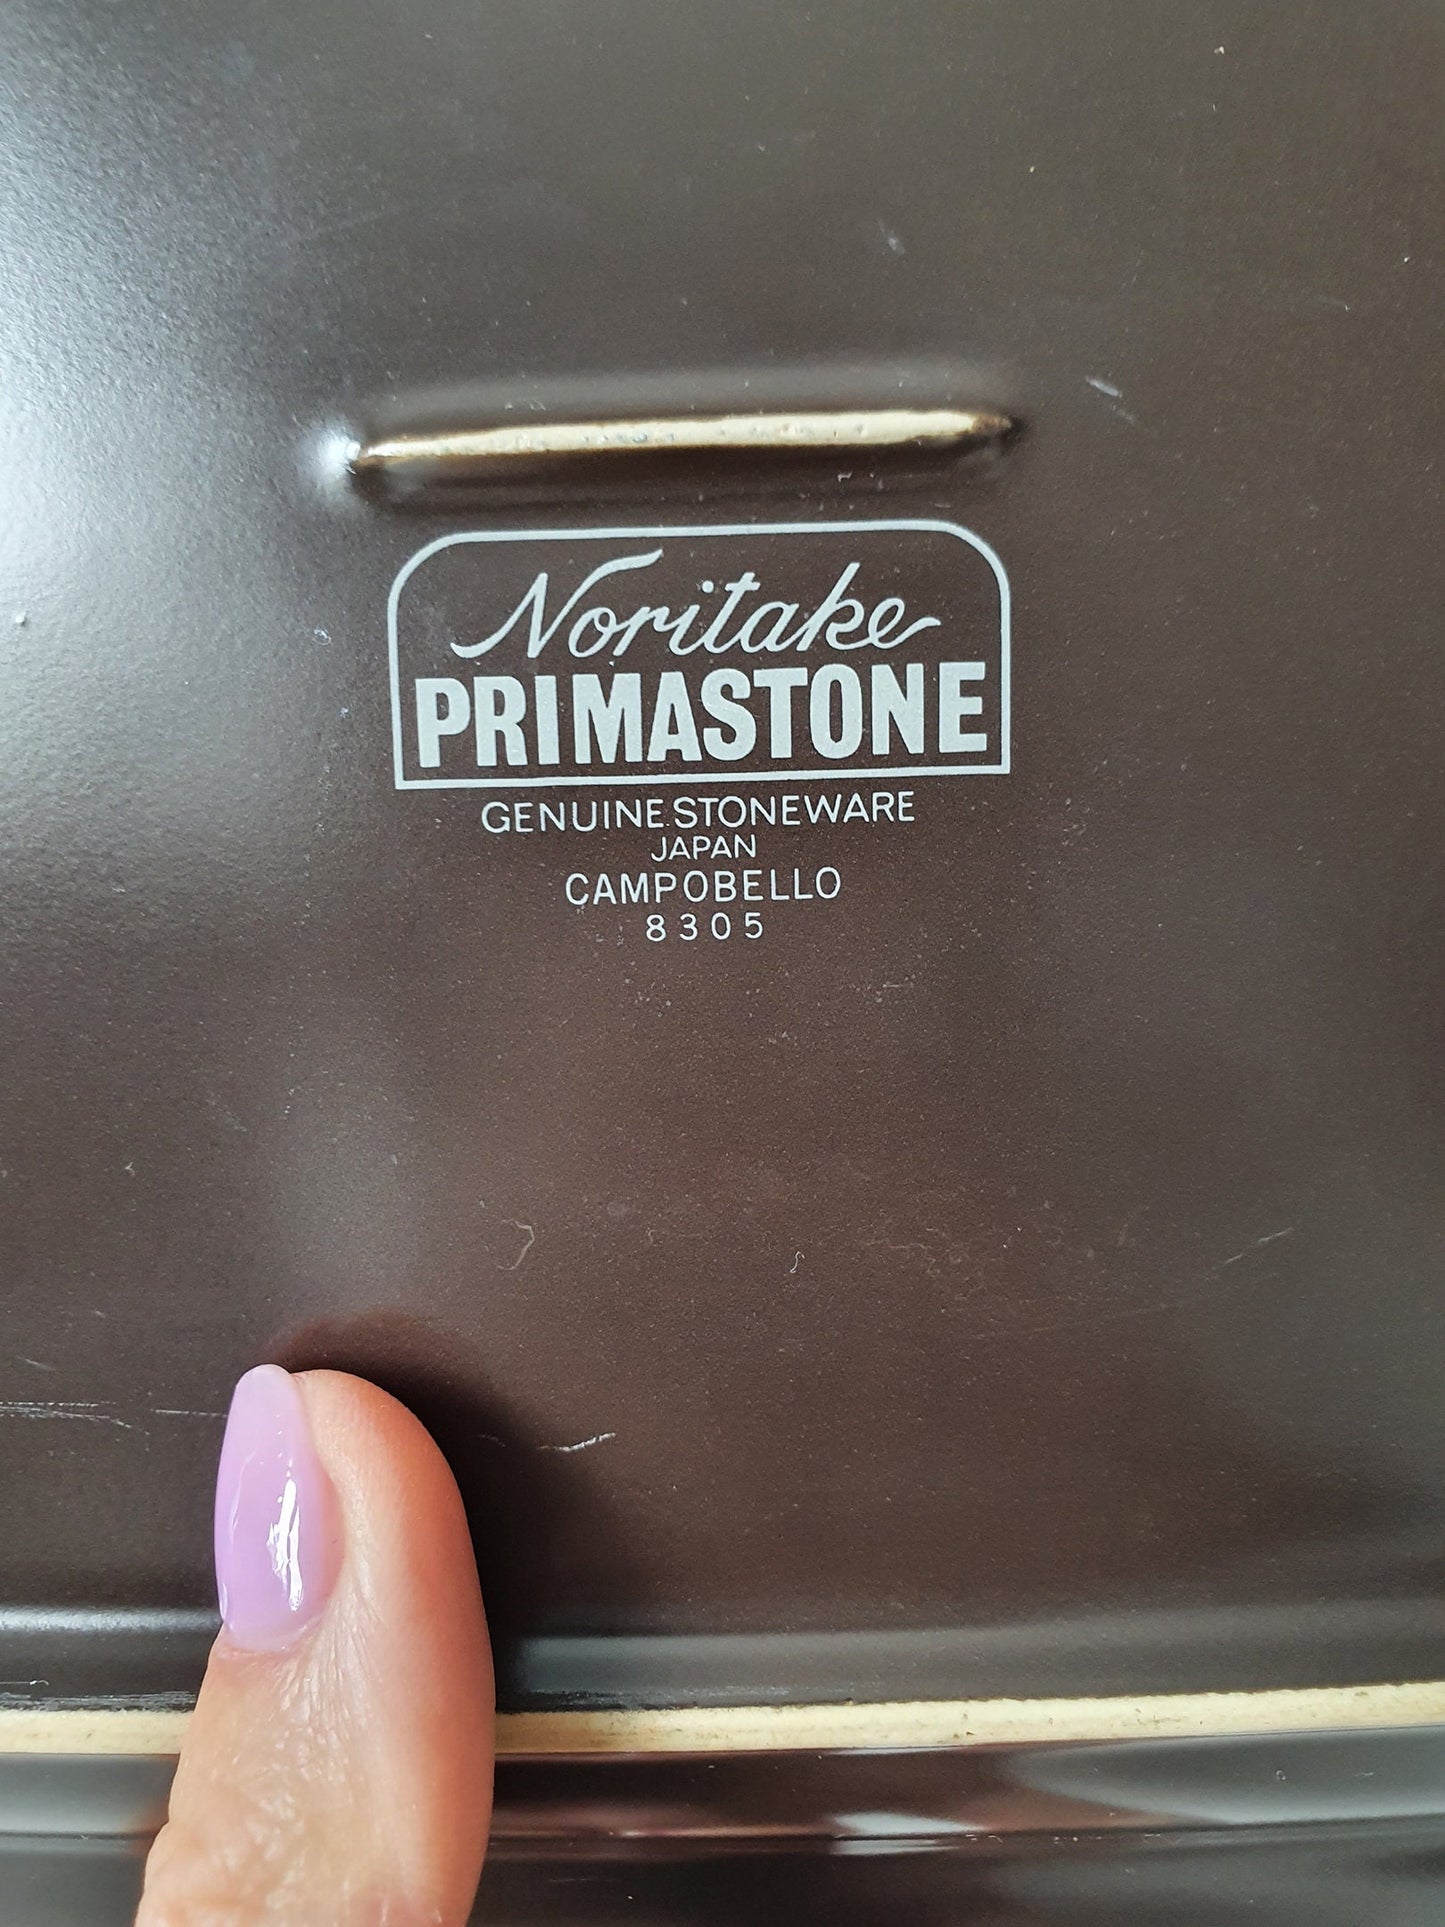 Noritake
PRIMASTONE
GENUINE STONEWARE
JAPAN
CAMPOBELLO
8305